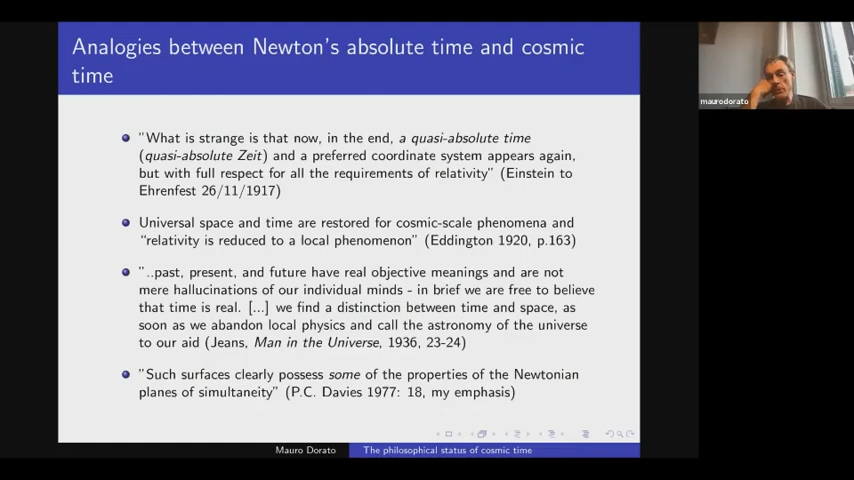 Analogies between Newton's absolute time and cosmic
time
"What is strange is that now, in the end, a quasi-absolute time
(quasi-absolute Zeit) and a preferred coordinate system appears again,
but with full respect for all the requirements of relativity" (Einstein to
Ehrenfest 26/11/1917)
Universal space and time are restored for cosmic-scale phenomena and
"relativity is reduced to a local phenomenon" (Eddington 1920, p.163)
"..past, present, and future have real objective meanings and are not
mere hallucinations of our individual minds - in brief we are free to believe
that time is real. [...] we find a distinction between time and space, as
soon as we abandon local physics and call the astronomy of the universe
to our aid (Jeans, Man in the Universe, 1936, 23-24)
"Such surfaces clearly possess some of the properties of the Newtonian
planes of simultaneity" (P.C. Davies 1977: 18, my emphasis)
Mauro Dorato
The philosophical status of cosmic time
maurodorato